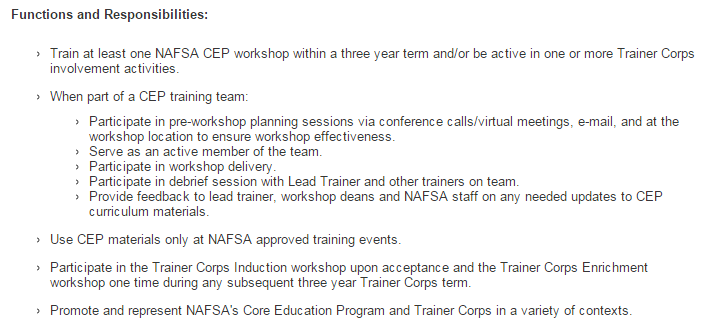 Functions and Responsibilities:
› Train at least one NAFSA CEP workshop within a three year term and/or be active in one or more Trainer Corps
involvement activities.
› When part of a CEP training team:
› Participate in pre-workshop planning sessions via conference calls/virtual meetings, e-mail, and at the
workshop location to ensure workshop effectiveness.
› Serve as an active member of the team.
› Participate in workshop delivery.
› Participate in debrief session with Lead Trainer and other trainers on team.
› Provide feedback to lead trainer, workshop deans and NAFSA staff on any needed updates to CEP
curriculum materials.
› Use CEP materials only at NAFSA approved training events.
› Participate in the Trainer Corps Induction workshop upon acceptance and the Trainer Corps Enrichment
workshop one time during any subsequent three year Trainer Corps term.
› Promote and represent NAFSA's Core Education Program and Trainer Corps in a variety of contexts.